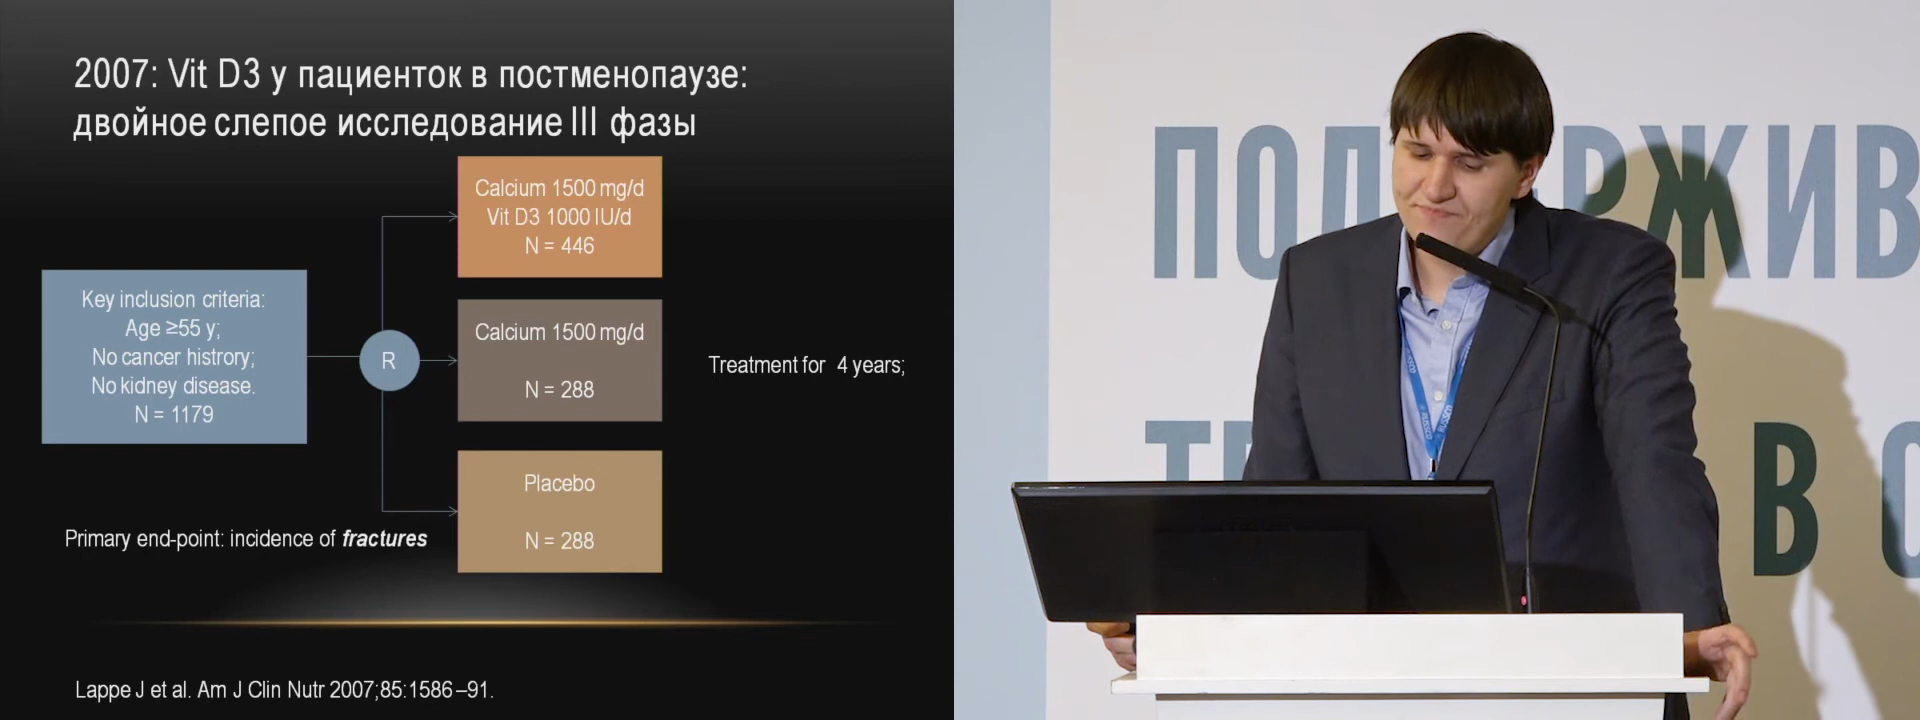 2007: Vit D3 у пациенток в постменопаузе:
двойное слепое исследование III фазы
Calcium 1500 mg/d
Vit D3 1000 IU/d
N = 446
Key inclusion criteria:
Age ≥55 y;
No cancer histrory;
No kidney disease.
N = 1179
R
Calcium 1500 mg/d
N = 288
Treatment for 4 years;
Placebo
N = 288
Primary end-point: incidence of fractures
Lappe J et al. Am J Clin Nutr 2007;85:1586–91.
RUSSCO
RUSSCO
В